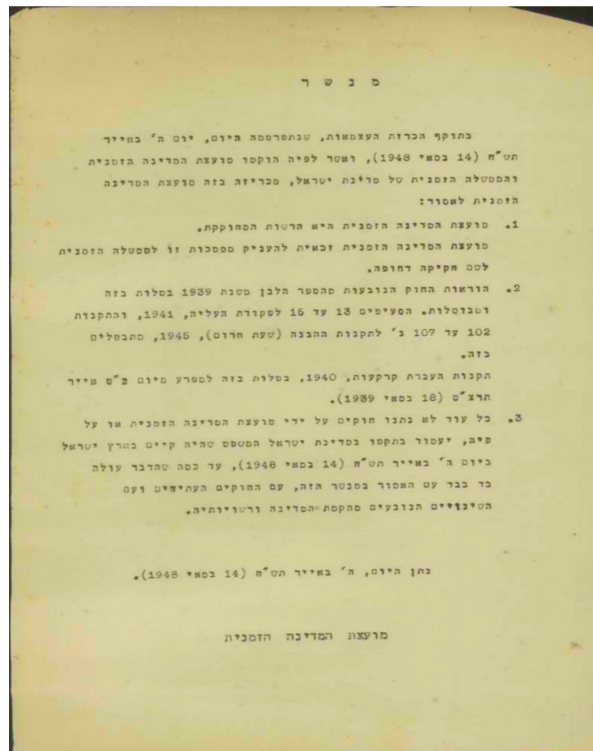 מ נ ש ר
בתוקף הכרזת העצמאות, שנתפרסמה היום, יום ה' באייר
תש"ח (14 במאי 1948), ואשר לפיה הוקמו מועצת המדינה הזמנית
והממשלה הזמנית של מדינת ישראל, מכריזה בזה מועצת המדינה
הזמנית לאמור:
1. מועצת המדינה הזמנית היא הרשות המחוקקת.
מועצת המדינה הזמנית זכאית להעניק מסמכות זו לממשלה הזמנית
לשם חקיקה דחופה.
2. הוראות החוק הנובעות מהספר הלבן משנת 1939 בטלות בזה
ומבוטלות. הסעיפים 13 עד 15 לפקודת העליה, 1941, והתקנות
102 עד 107 ג' לתקנות ההגנה (שעת חרום), 1945, מתבטלים
בזה.
תקנות העברת קרקעות, 1940, בטלות בזה למפרע מיום כ"ט אייר
תרצ"ט (18 במאי 1939).
3. כל עוד לא נתנו חוקים על ידי מועצת המדינה הזמנית או על
פיה, יעמוד בתקפו במדינת ישראל המשפט שהיה קיים בארץ ישראל
ביום ה' באייר תש"ח (14 במאי 1948), עד כמה שהדבר עולה
בד בבד עם האמור במנשר הזה, עם החוקים העתידים ועם
השינויים הנובעים מהקמת המדינה ורשויותיה.
נתן היום, ה' באייר תש"ח (14 במאי 1948).
מועצת המדינה הזמנית